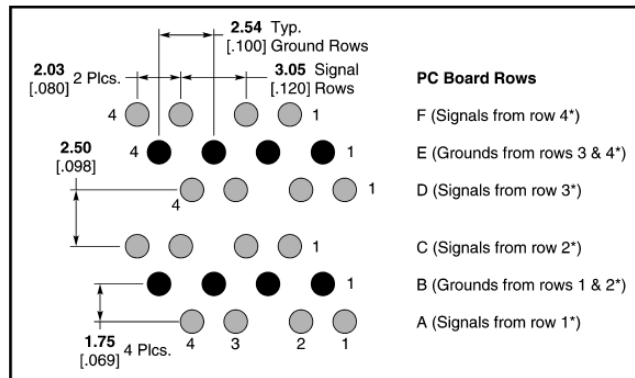 2.54 Typ.
[.100] Ground Rows
2.03 2 Plcs.
[.080]
3.05 Signal
[.120] Rows
PC Board Rows
4 1 F (Signals from row 4*)
2.50
[.098]
4 1 E (Grounds from rows 3 & 4*)
4 1 D (Signals from row 3*)
1 C (Signals from row 2*)
1 B (Grounds from rows 1 & 2*)
A (Signals from row 1*)
1.75
[.069] 4 Plcs.
4 3 2 1